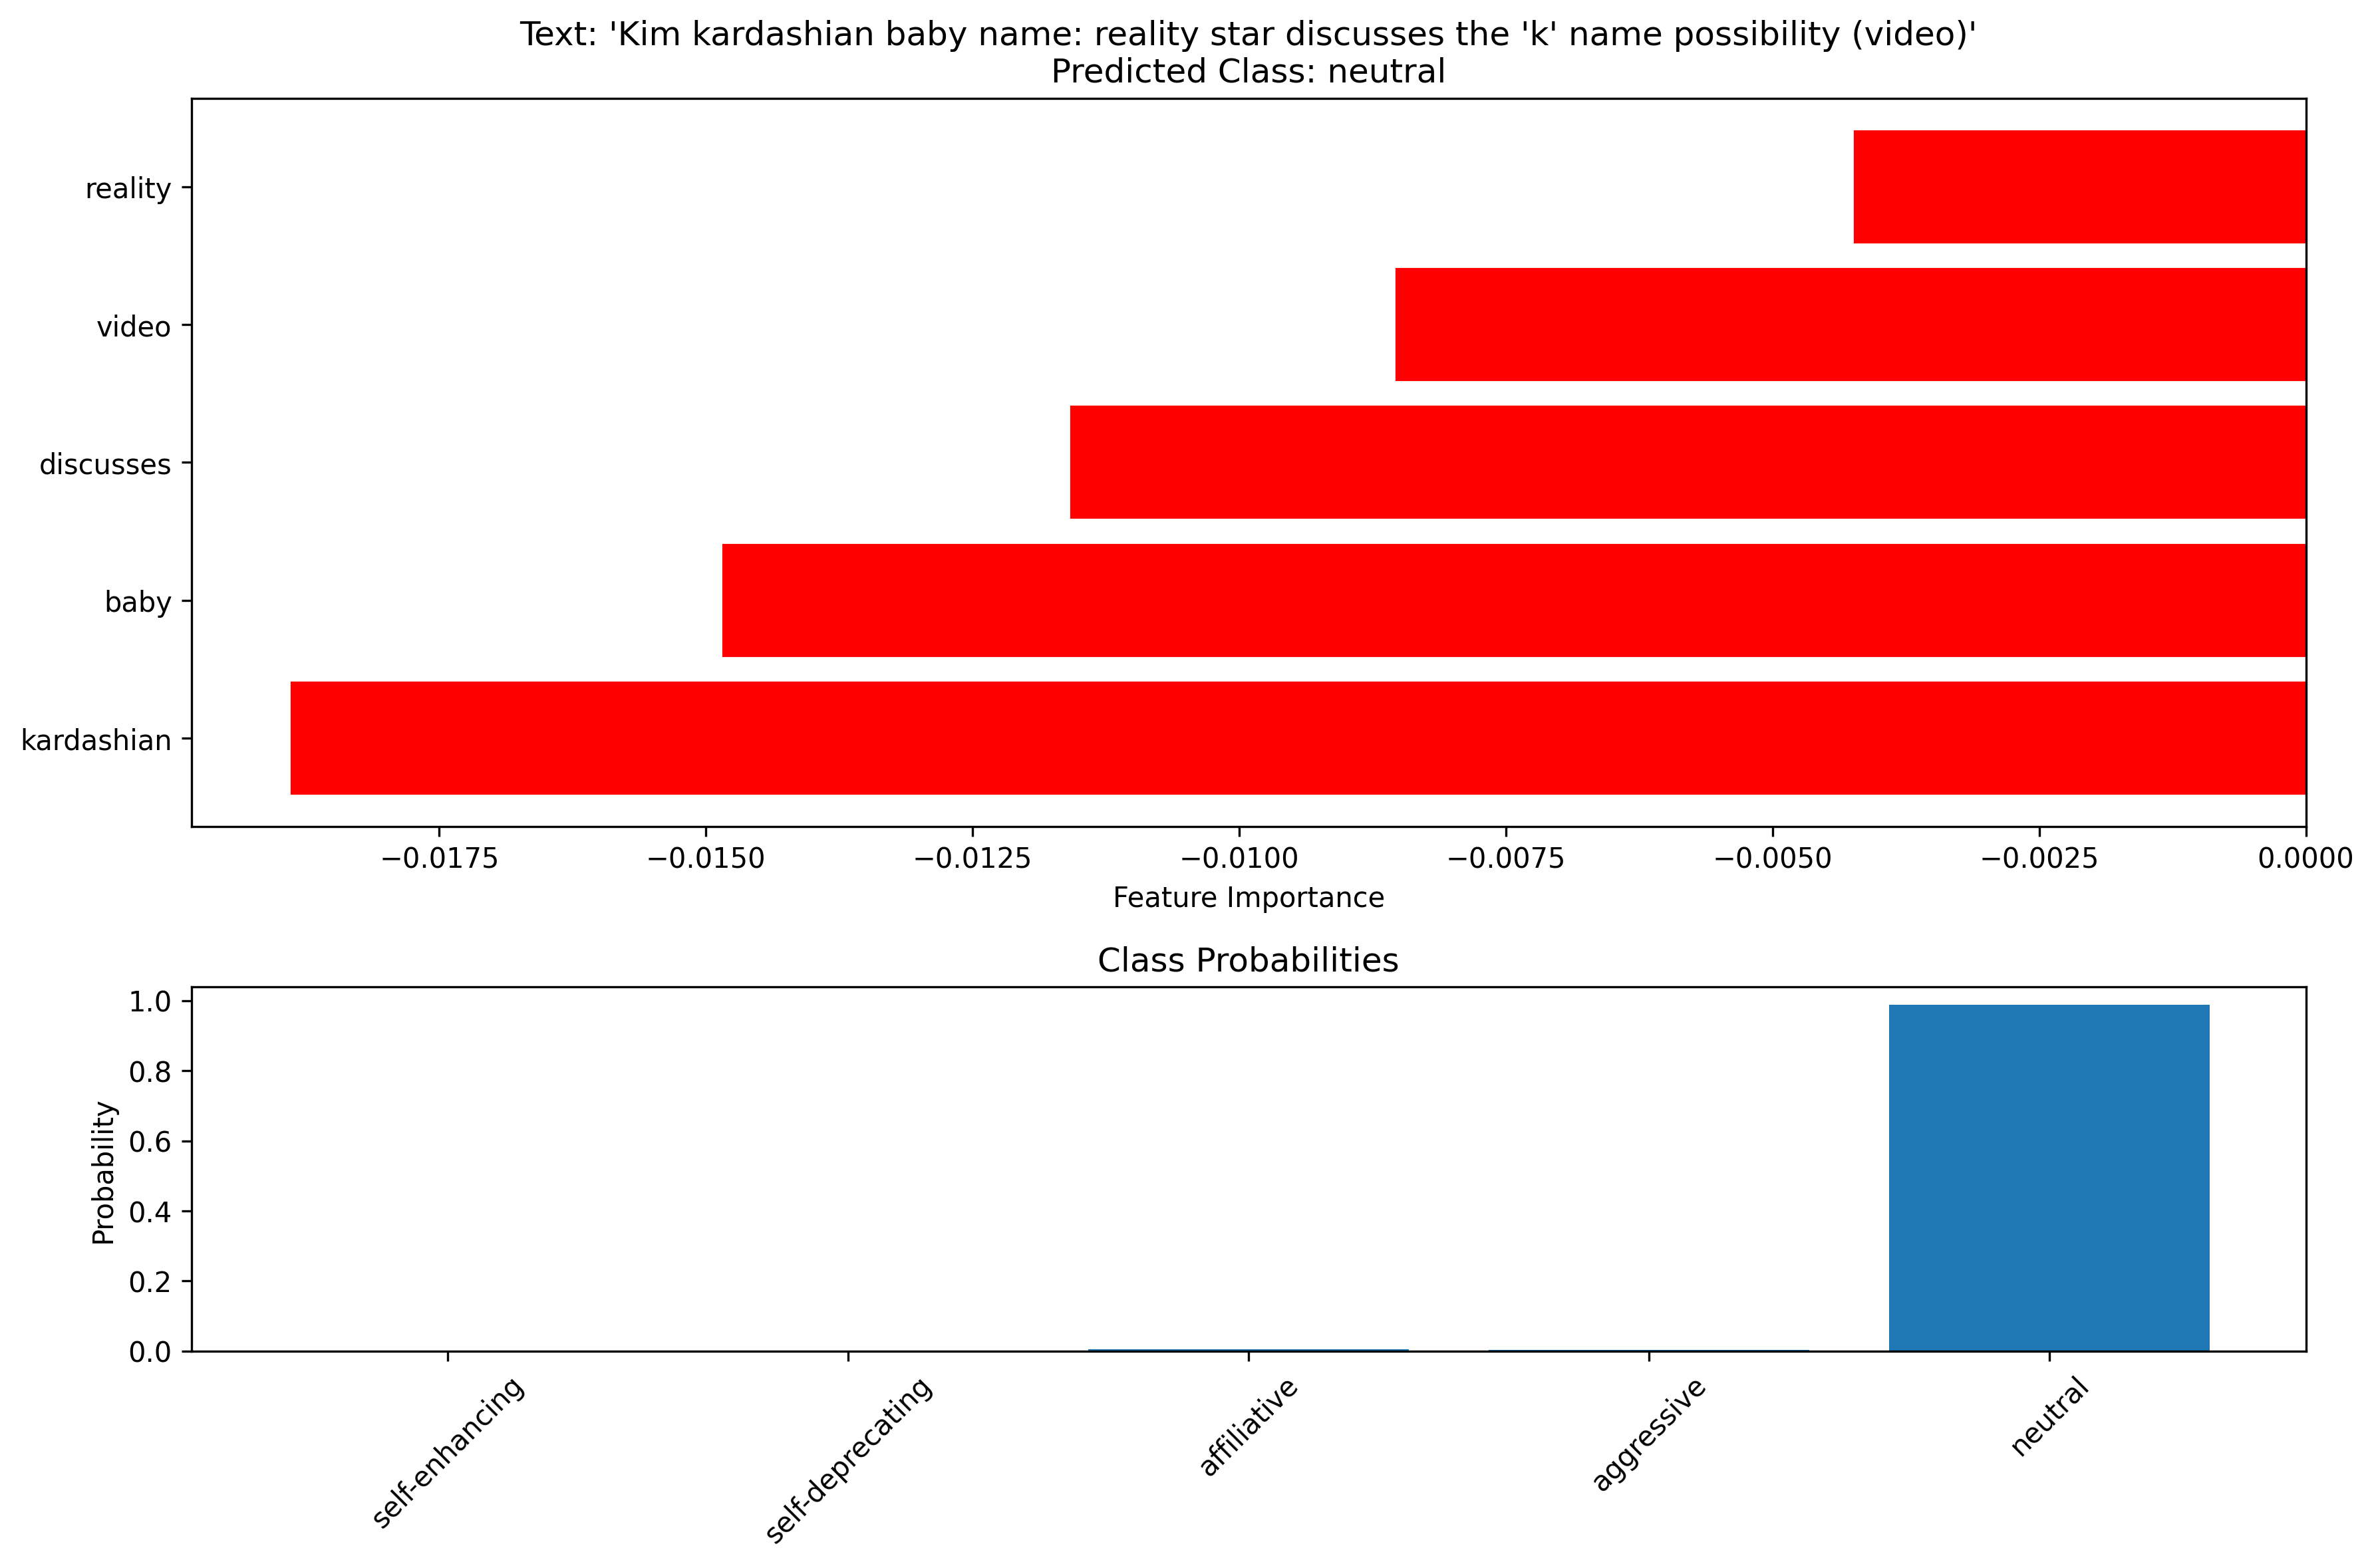 Text: 'Kim kardashian baby name: reality star discusses the 'k' name possibility (video)'
Predicted Class: neutral
reality
video
discusses
baby
kardashian
−0.0175 −0.0150 −0.0125 −0.0100 −0.0075 −0.0050 −0.0025 0.0000
Feature Importance
Class Probabilities
1.0
0.8
0.6
0.4
0.2
0.0
Probability
self-enhancing
self-deprecating
affiliative
aggressive
neutral